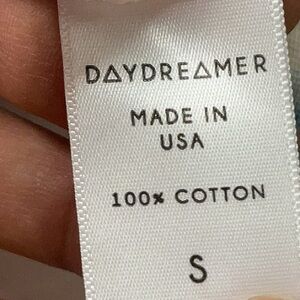 DAYDREAMER
MADE IN
USA
100% COTTON
S